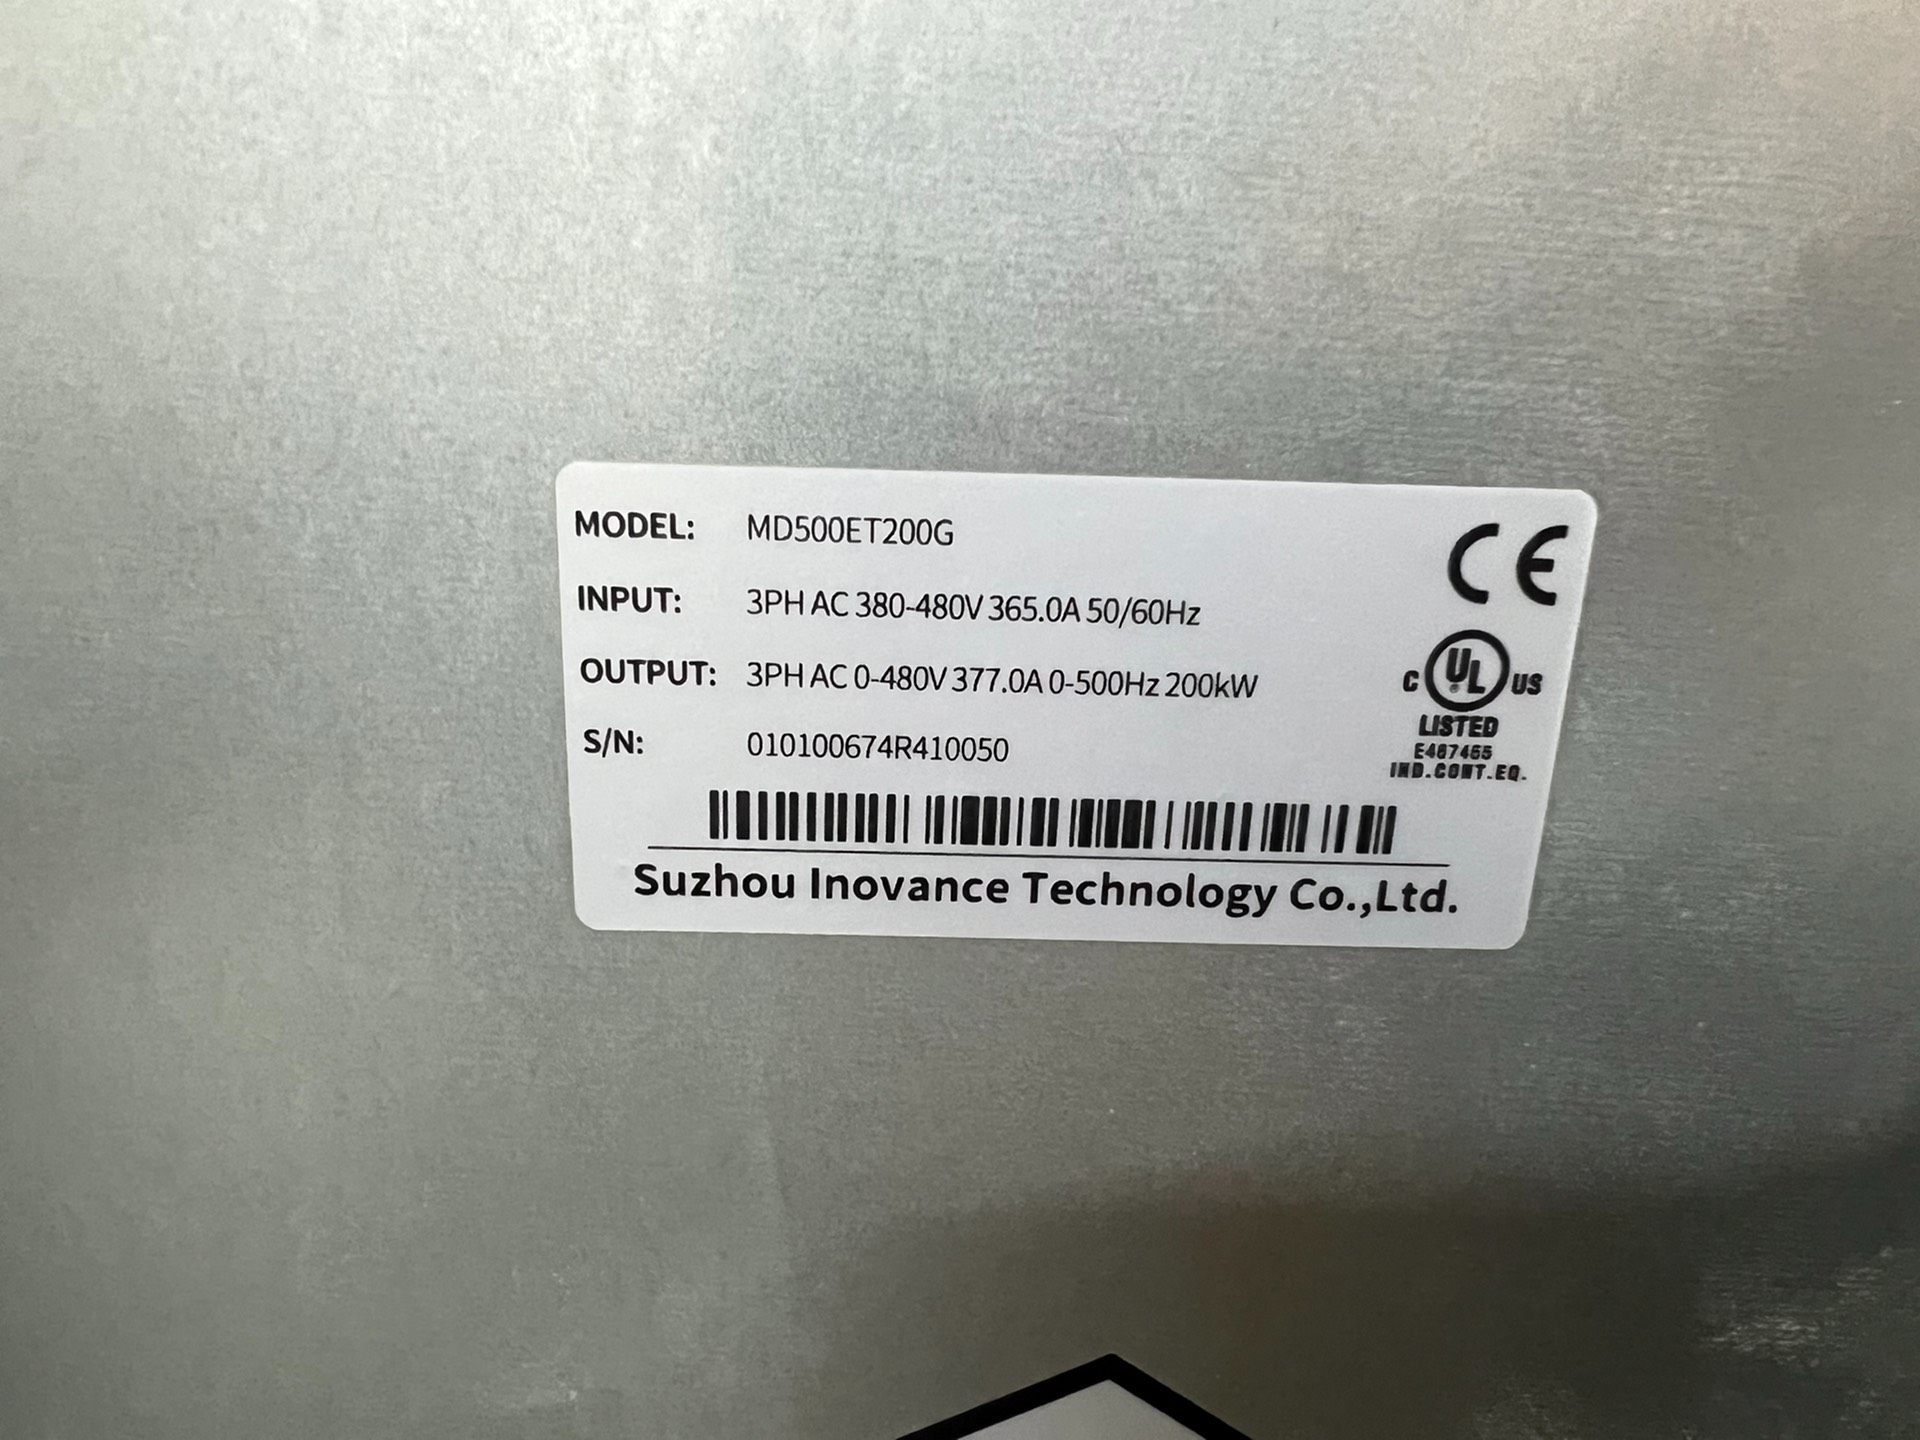 MODEL: MD500ET200G
INPUT: 3PH AC 380-480V 365.0A 50/60Hz
OUTPUT: 3PH AC 0-480V 377.0A 0-500Hz 200kW
S/N: 010100674R410050
CE
C UL US
LISTED
E467455
IND.CONT.EQ.
Suzhou Inovance Technology Co.,Ltd.